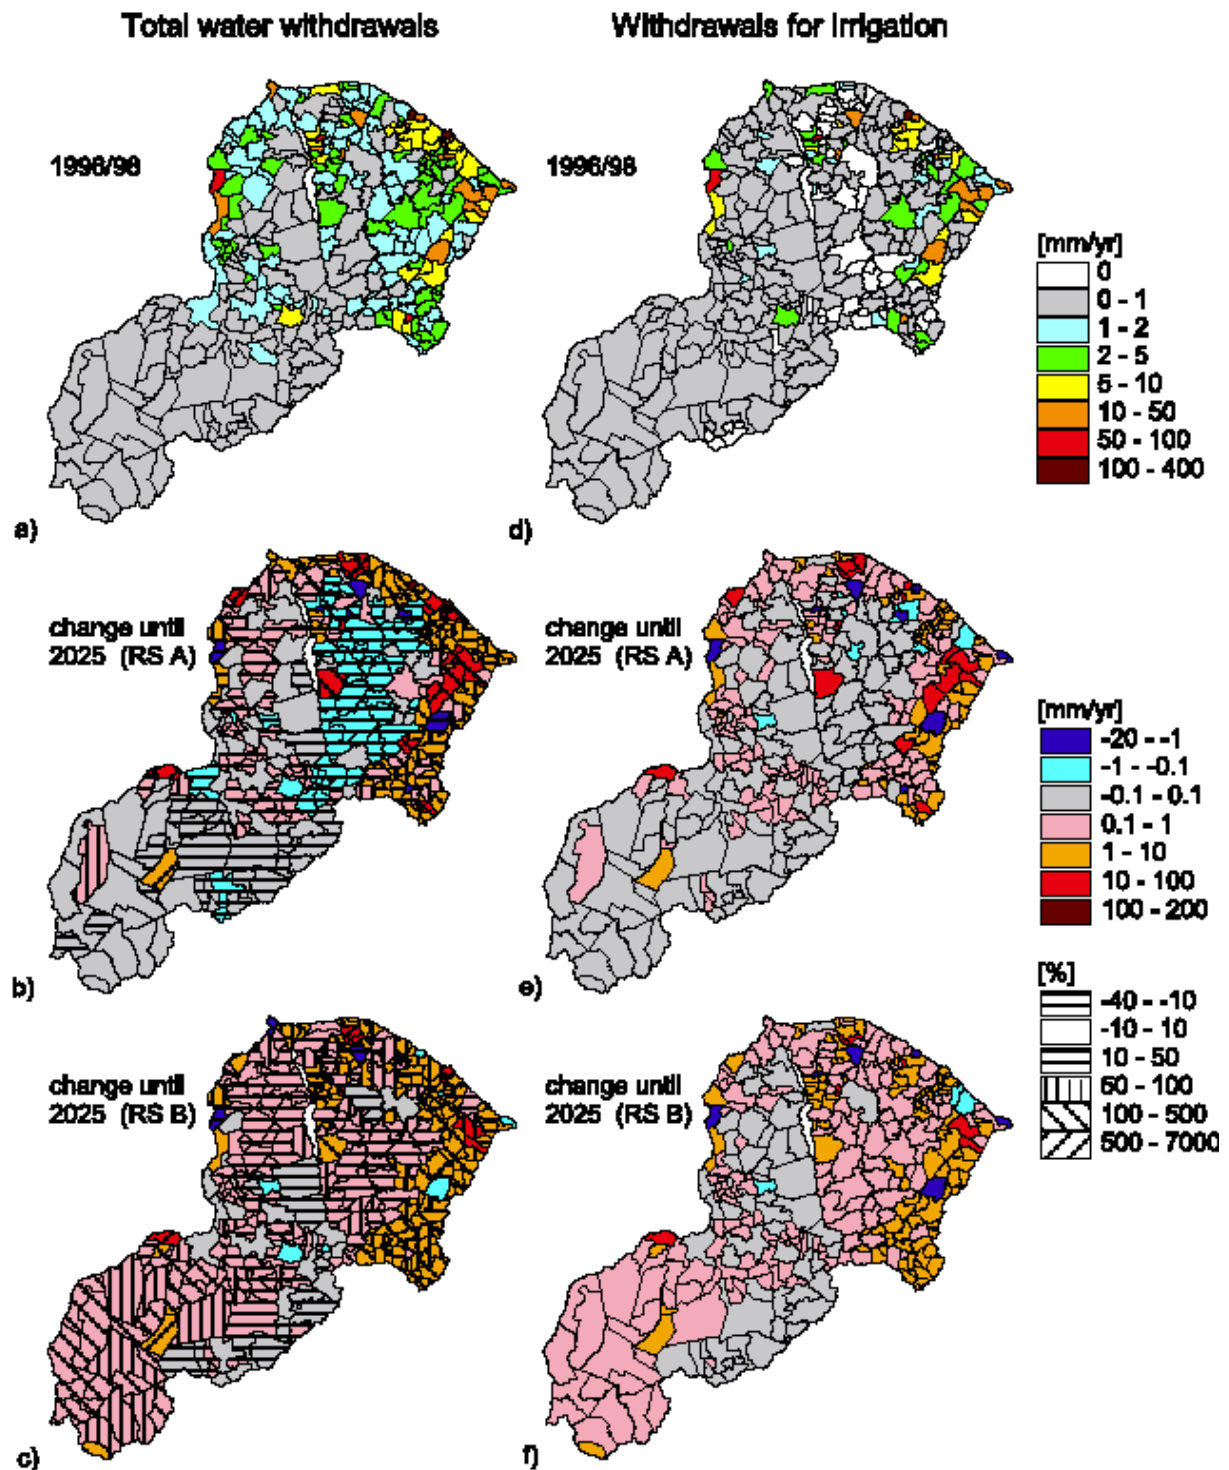 Total water withdrawals
Withdrawals for irrigation
1996/98
1996/98
[mm/yr]
0
0 - 1
1 - 2
2 - 5
5 - 10
10 - 50
50 - 100
100 - 400
a)
d)
change until
2025 (RS A)
change until
2025 (RS A)
[mm/yr]
-20 - -1
-1 - -0.1
-0.1 - 0.1
0.1 - 1
1 - 10
10 - 100
100 - 200
b)
e)
[%]
-40 - -10
-10 - 10
10 - 50
50 - 100
100 - 500
500 - 7000
change until
2025 (RS B)
change until
2025 (RS B)
c)
f)